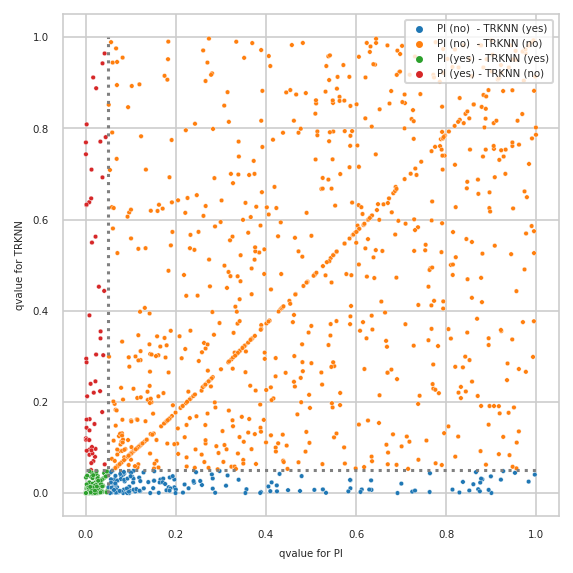 PI (no)  - TRKNN (yes)
PI (no)  - TRKNN (no)
PI (yes) - TRKNN (yes)
PI (yes) - TRKNN (no)
qvalue for TRKNN
1.0
0.8
0.6
0.4
0.2
0.0
0.0 0.2 0.4 0.6 0.8 1.0
qvalue for PI